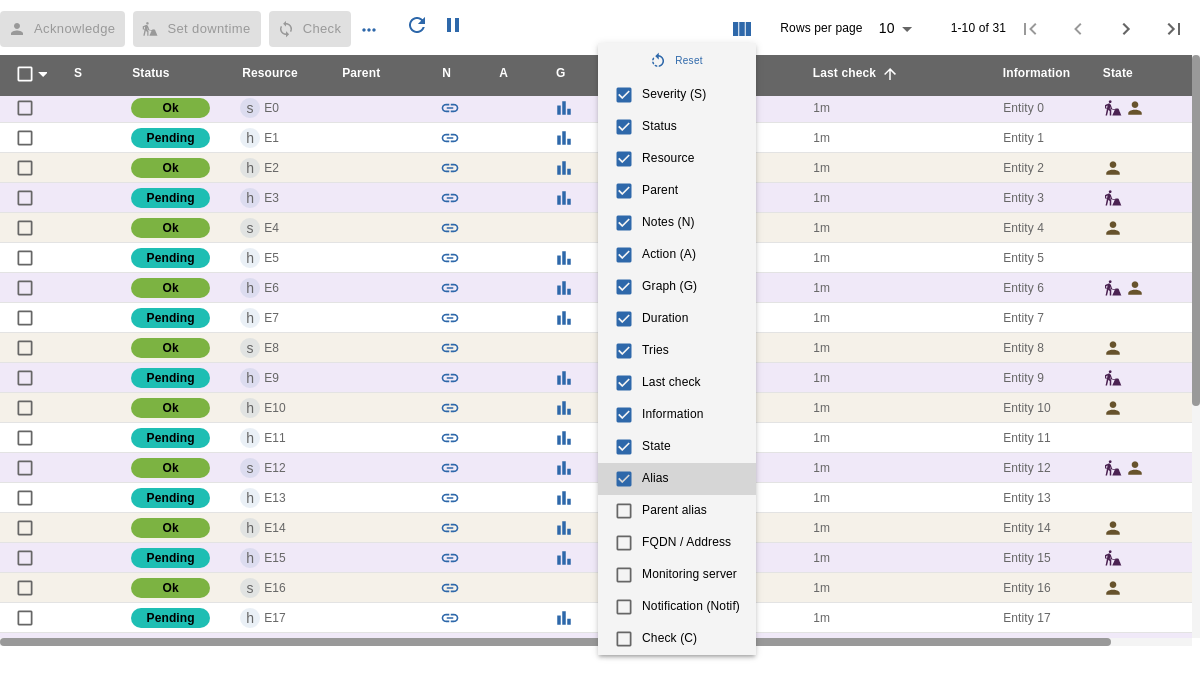 Acknowledge Set downtime Check ... Rows per page 10 1-10 of 31
S Status Resource Parent N A G Last check Information State
Ok s E0 1m Entity 0
Pending h E1 1m Entity 1
Ok h E2 1m Entity 2
Pending h E3 1m Entity 3
Ok s E4 1m Entity 4
Pending h E5 1m Entity 5
Ok h E6 1m Entity 6
Pending h E7 1m Entity 7
Ok s E8 1m Entity 8
Pending h E9 1m Entity 9
Ok h E10 1m Entity 10
Pending h E11 1m Entity 11
Ok s E12 1m Entity 12
Pending h E13 1m Entity 13
Ok h E14 1m Entity 14
Pending h E15 1m Entity 15
Ok s E16 1m Entity 16
Pending h E17 1m Entity 17
Reset
Severity (S)
Status
Resource
Parent
Notes (N)
Action (A)
Graph (G)
Duration
Tries
Last check
Information
State
Alias
Parent alias
FQDN / Address
Monitoring server
Notification (Notif)
Check (C)